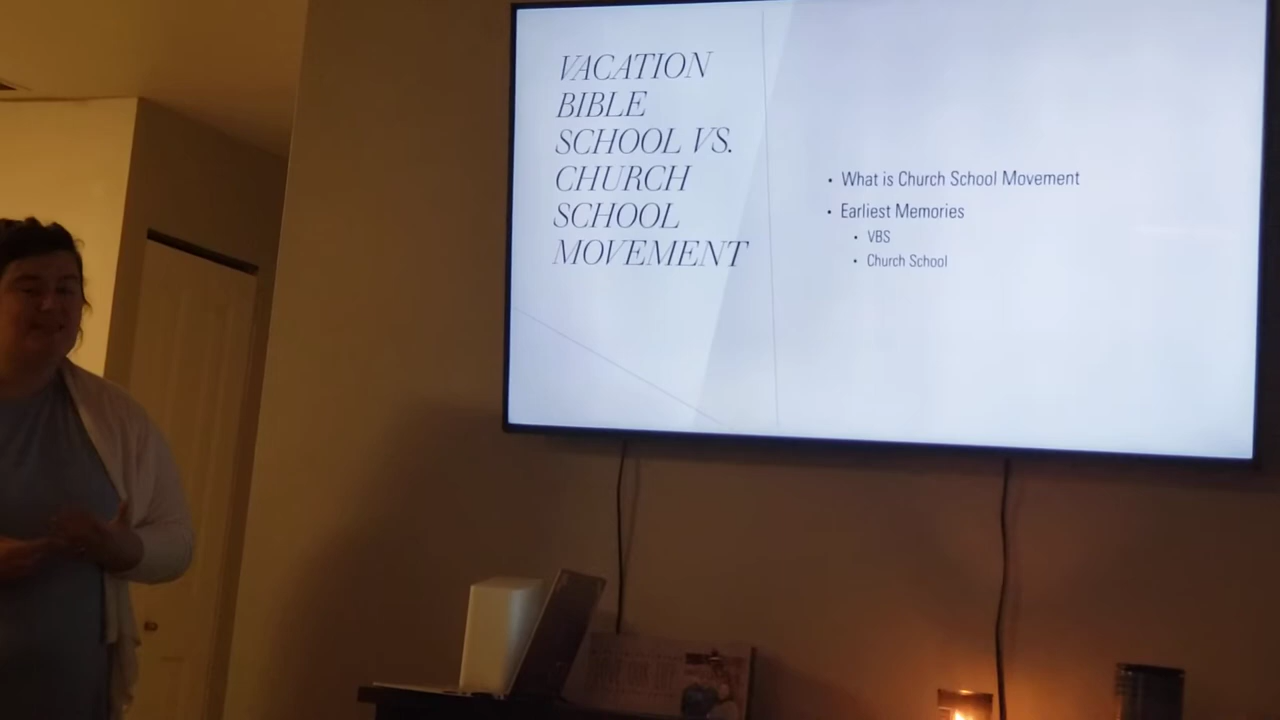 VACATION
BIBLE
SCHOOL VS.
CHURCH
SCHOOL
MOVEMENT
• What is Church School Movement
• Earliest Memories
• VBS
• Church School